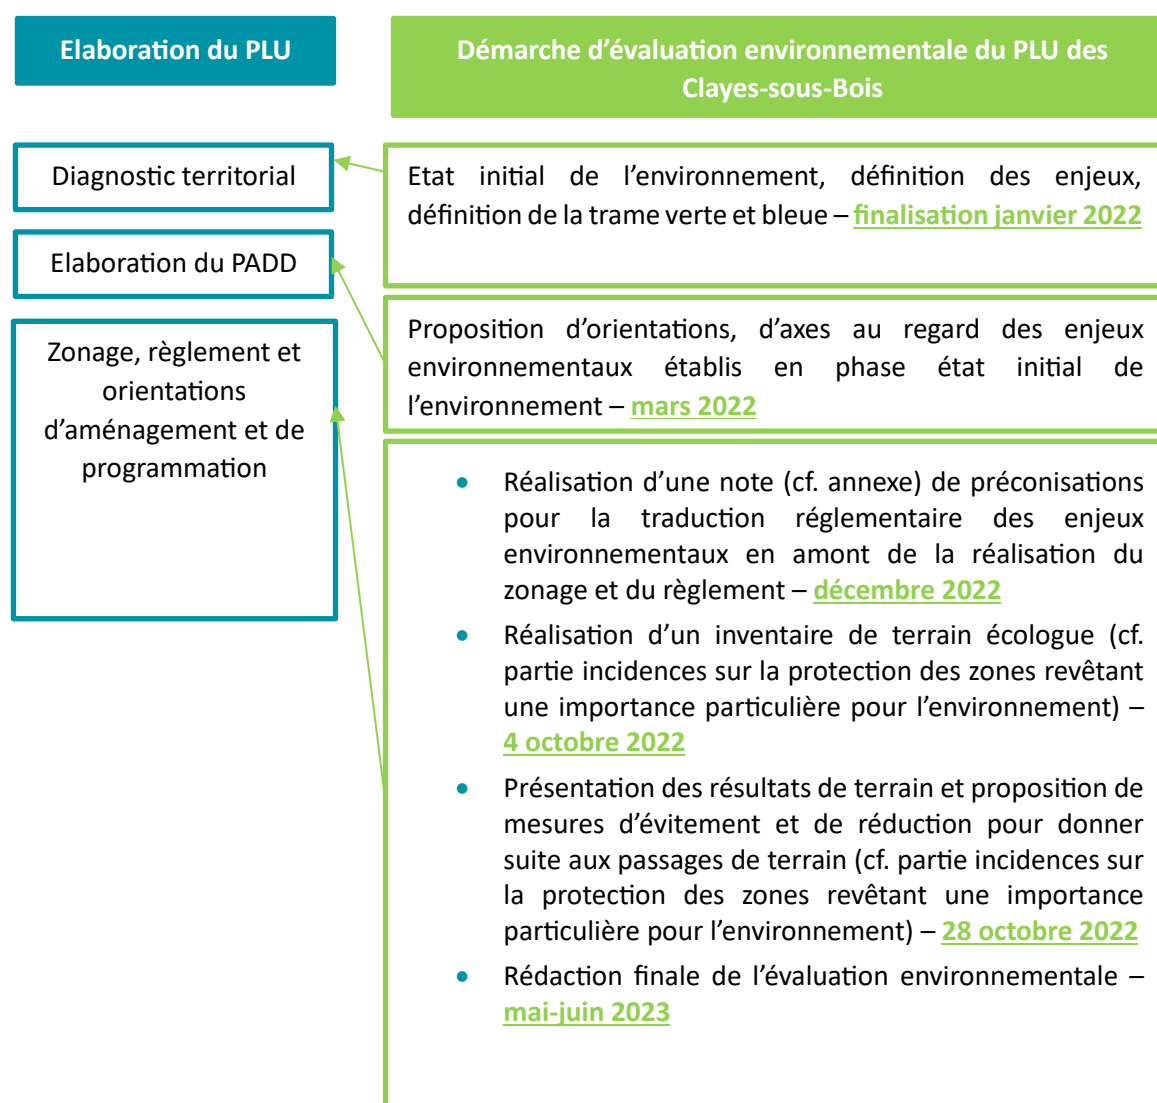 Elaboration du PLU
Démarche d’évaluation environnementale du PLU des
Clayes-sous-Bois
Diagnostic territorial
Etat initial de l’environnement, définition des enjeux,
définition de la trame verte et bleue – finalisation janvier 2022
Elaboration du PADD
Proposition d’orientations, d’axes au regard des enjeux
environnementaux établis en phase état initial de
l’environnement – mars 2022
Zonage, règlement et
orientations
d’aménagement et de
programmation
• Réalisation d’une note (cf. annexe) de préconisations
pour la traduction réglementaire des enjeux
environnementaux en amont de la réalisation du
zonage et du règlement – décembre 2022
• Réalisation d’un inventaire de terrain écologue (cf.
partie incidences sur la protection des zones revêtant
une importance particulière pour l’environnement) –
4 octobre 2022
• Présentation des résultats de terrain et proposition de
mesures d’évitement et de réduction pour donner
suite aux passages de terrain (cf. partie incidences sur
la protection des zones revêtant une importance
particulière pour l’environnement) – 28 octobre 2022
• Rédaction finale de l’évaluation environnementale –
mai-juin 2023